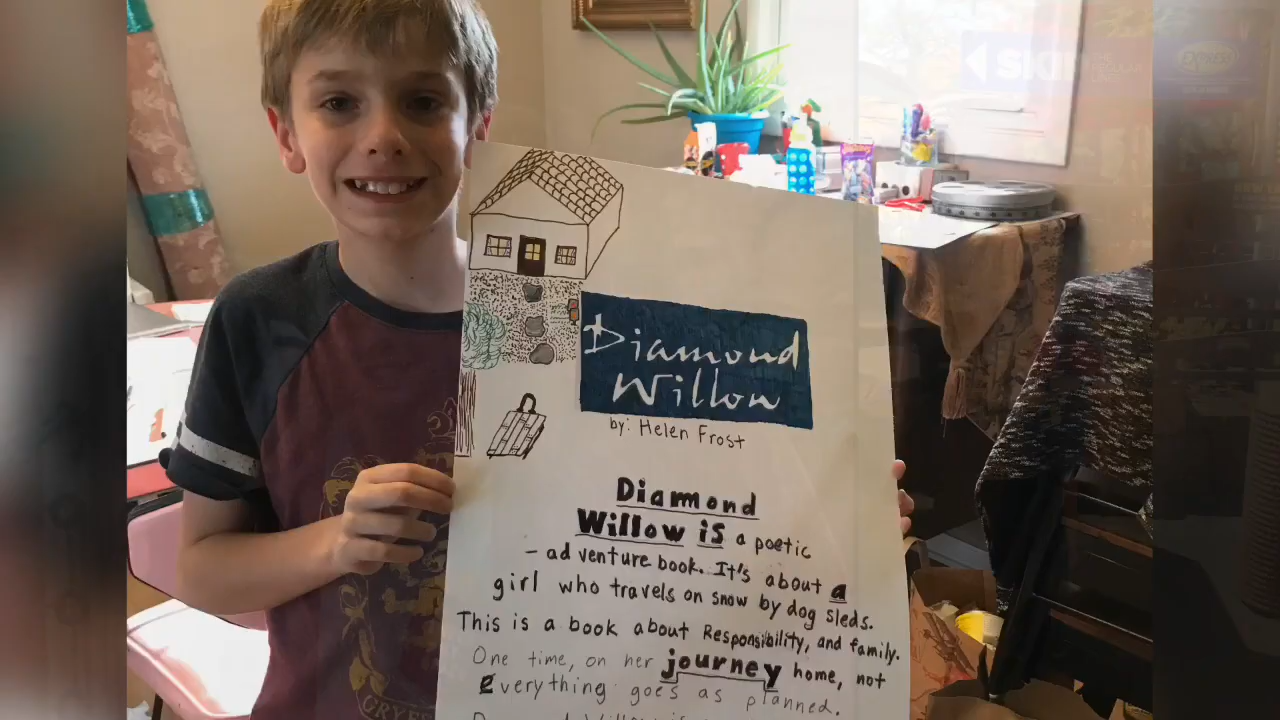 Diamond
Willow
by: Helen Frost
Diamond
Willow is a poetic
- adventure book. It's about a
girl who travels on snow by dog sleds.
This is a book about Responsibility, and family.
One time, on her journey home, not
everything goes as planned.